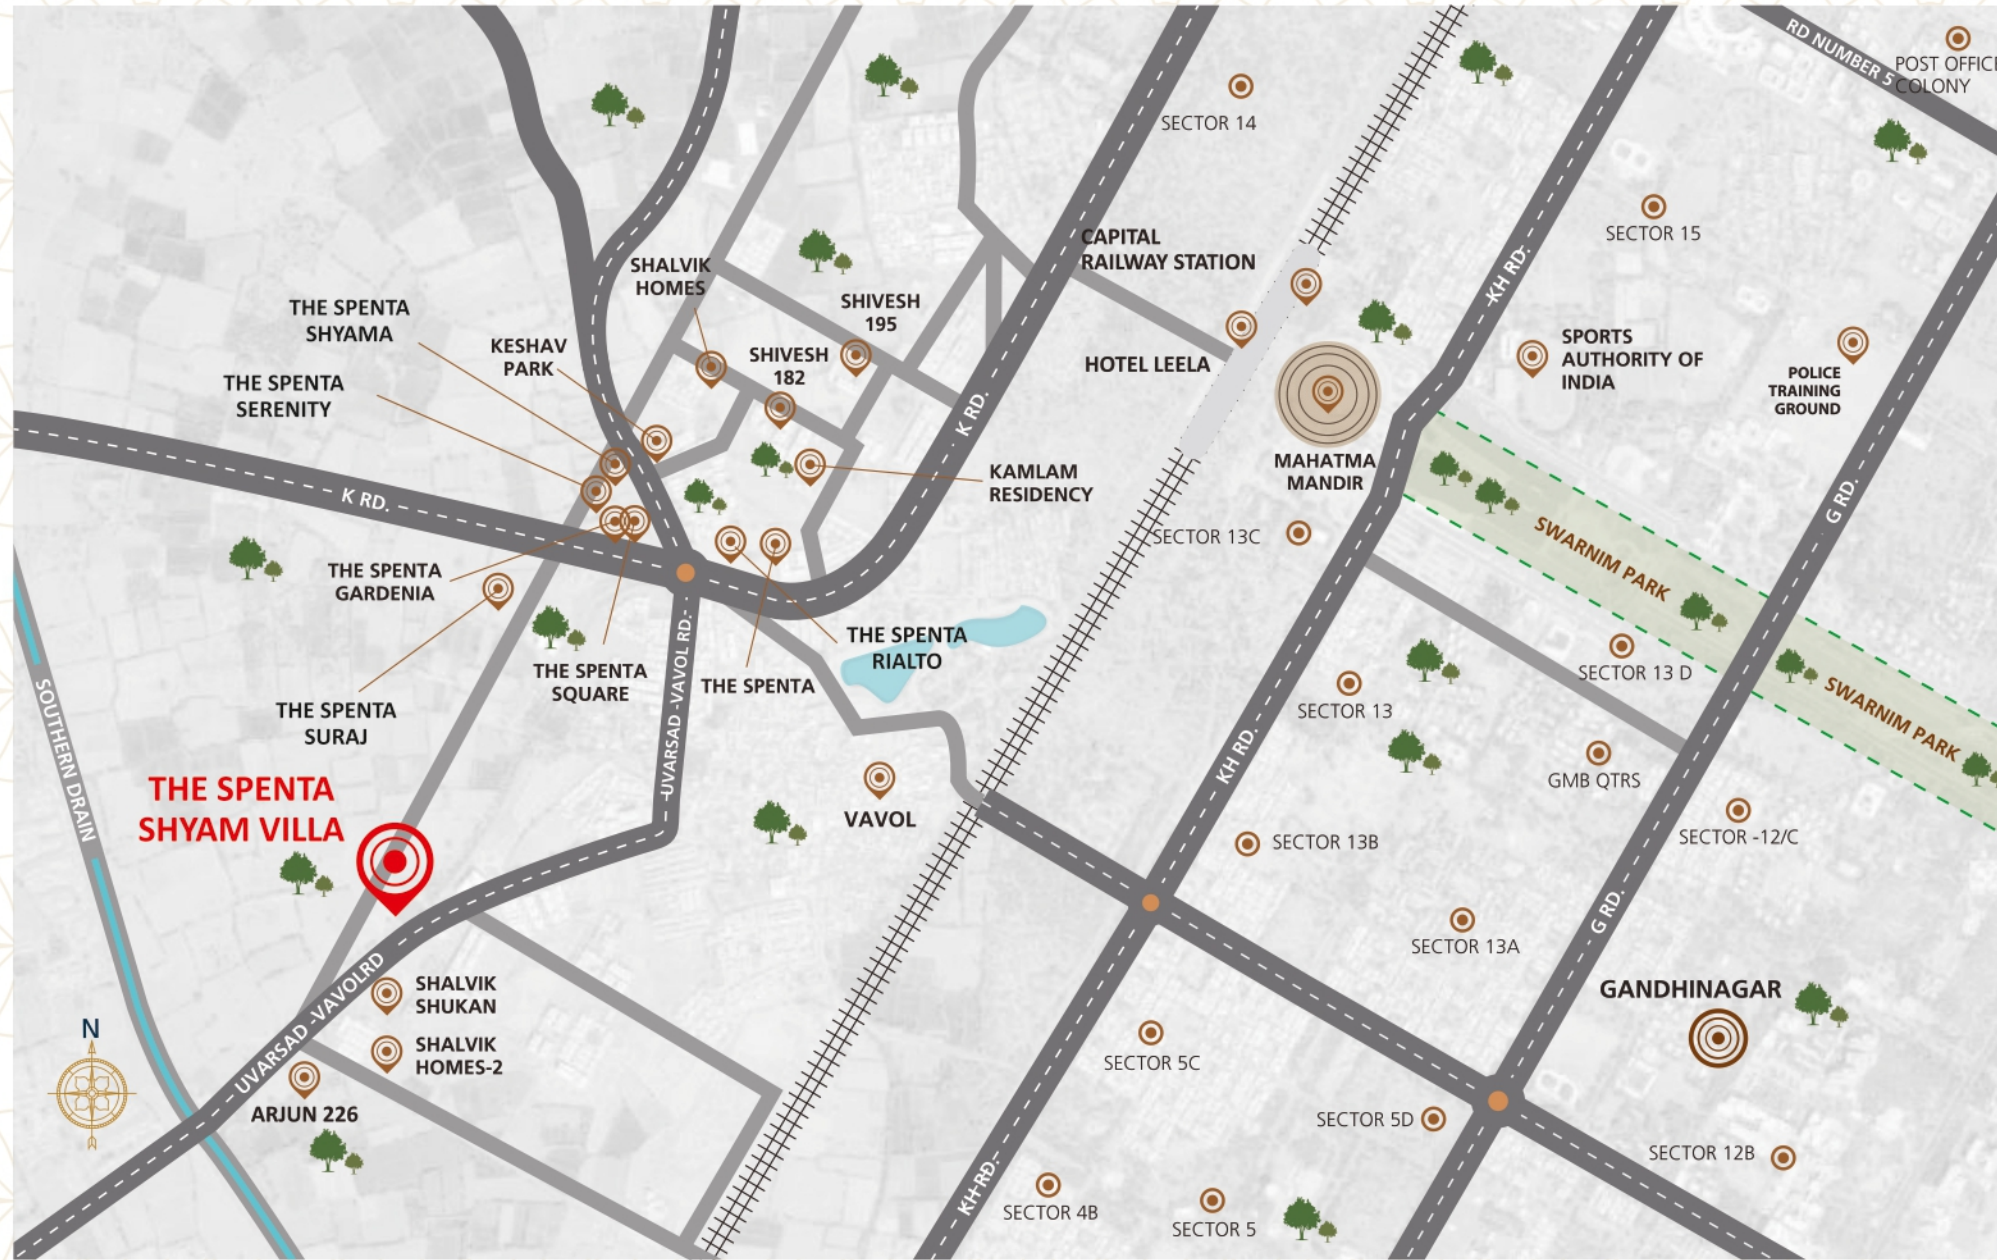 RD NUMBER 5
POST OFFICE
COLONY
SECTOR 14
SECTOR 15
CAPITAL
RAILWAY STATION
KH RD.
SHALVIK
HOMES
SHIVESH
195
THE SPENTA
SHYAMA
KESHAV
PARK
SHIVESH
182
HOTEL LEELA
SPORTS
AUTHORITY OF
INDIA
POLICE
TRAINING
GROUND
THE SPENTA
SERENITY
K RD.
K RD.
KAMLAM
RESIDENCY
MAHATMA
MANDIR
G RD.
SECTOR 13C
SWARNIM PARK
THE SPENTA
GARDENIA
THE SPENTA
RIALTO
THE SPENTA
SQUARE
THE SPENTA
UVARSAD -VAVOL RD.
SECTOR 13 D
SWARNIM PARK
SECTOR 13
THE SPENTA
SURAJ
SOUTHERN DRAIN
KH RD.
GMB QTRS
THE SPENTA
SHYAM VILLA
VAVOL
SECTOR 13B
SECTOR -12/C
G RD.
SECTOR 13A
GANDHINAGAR
UVARSAD -VAVOLRD
SHALVIK
SHUKAN
N
SHALVIK
HOMES-2
SECTOR 5C
ARJUN 226
SECTOR 5D
SECTOR 12B
KH RD.
SECTOR 4B
SECTOR 5